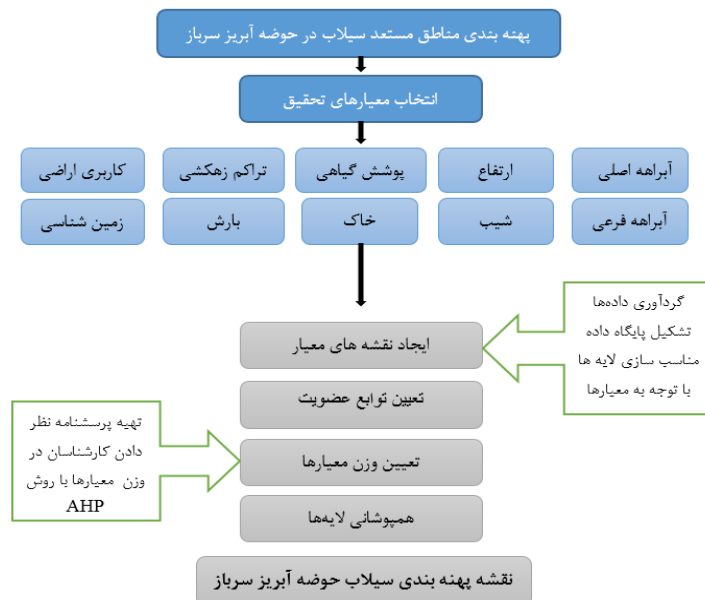 پهنه بندی مناطق مستعد سیلاب در حوضه آبریز سرباز
انتخاب معیارهای تحقیق
آبراهه اصلی
ارتفاع
پوشش گیاهی
تراکم زهکشی
کاربری اراضی
آبراهه فرعی
شیب
خاک
بارش
زمین شناسی
گردآوری داده‌ها
تشکیل پایگاه داده
مناسب سازی لایه ها
با توجه به معیارها
ایجاد نقشه های معیار
تعیین توابع عضویت
تهیه پرسشنامه نظر
دادن کارشناسان در
وزن معیارها با روش
AHP
تعیین وزن معیارها
همپوشانی لایه‌ها
نقشه پهنه بندی سیلاب حوضه آبریز سرباز